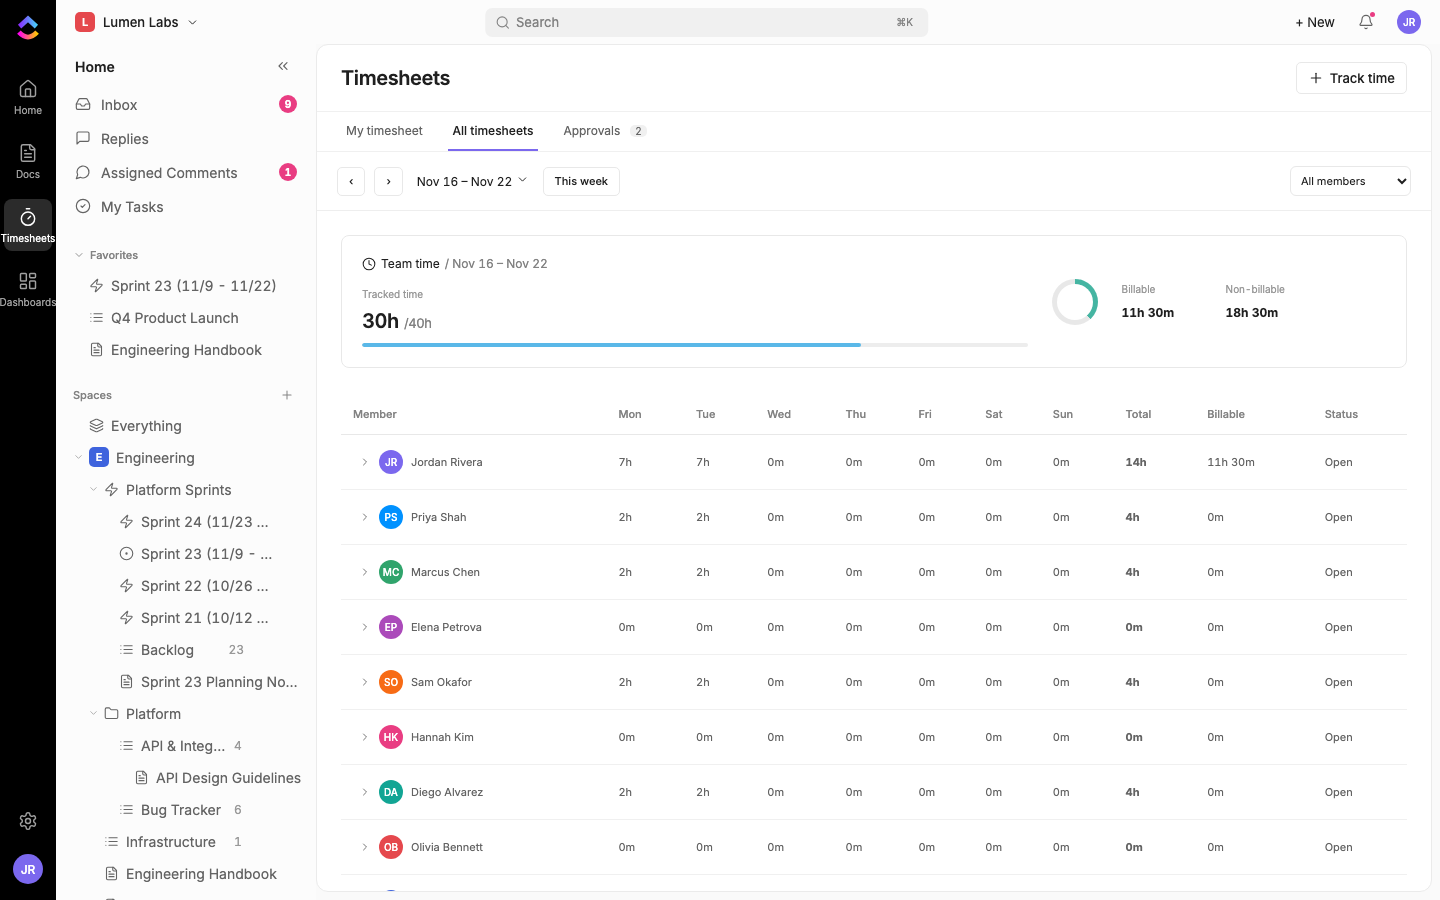 L Lumen Labs
Search ⌘K
+ New
JR
Home
Docs
Timesheets
Dashboards
JR
Home
Inbox 9
Replies
Assigned Comments 1
My Tasks
Favorites
Sprint 23 (11/9 - 11/22)
Q4 Product Launch
Engineering Handbook
Spaces
Everything
E Engineering
Platform Sprints
Sprint 24 (11/23 ...
Sprint 23 (11/9 - ...
Sprint 22 (10/26 ...
Sprint 21 (10/12 ...
Backlog 23
Sprint 23 Planning No...
Platform
API & Integ... 4
API Design Guidelines
Bug Tracker 6
Infrastructure 1
Engineering Handbook
Timesheets
+ Track time
My timesheet All timesheets Approvals 2
‹ › Nov 16 – Nov 22 This week All members
Team time / Nov 16 – Nov 22
Tracked time
30h /40h
Billable Non-billable
11h 30m 18h 30m
Member Mon Tue Wed Thu Fri Sat Sun Total Billable Status
JR Jordan Rivera 7h 7h 0m 0m 0m 0m 0m 14h 11h 30m Open
PS Priya Shah 2h 2h 0m 0m 0m 0m 0m 4h 0m Open
MC Marcus Chen 2h 2h 0m 0m 0m 0m 0m 4h 0m Open
EP Elena Petrova 0m 0m 0m 0m 0m 0m 0m 0m 0m Open
SO Sam Okafor 2h 2h 0m 0m 0m 0m 0m 4h 0m Open
HK Hannah Kim 0m 0m 0m 0m 0m 0m 0m 0m 0m Open
DA Diego Alvarez 2h 2h 0m 0m 0m 0m 0m 4h 0m Open
OB Olivia Bennett 0m 0m 0m 0m 0m 0m 0m 0m 0m Open